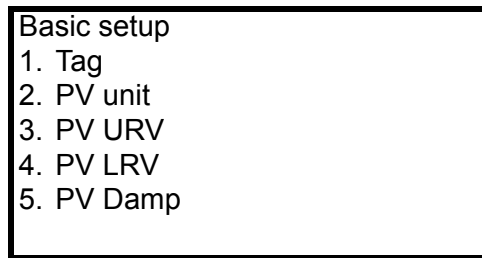 Basic setup
1. Tag
2. PV unit
3. PV URV
4. PV LRV
5. PV Damp